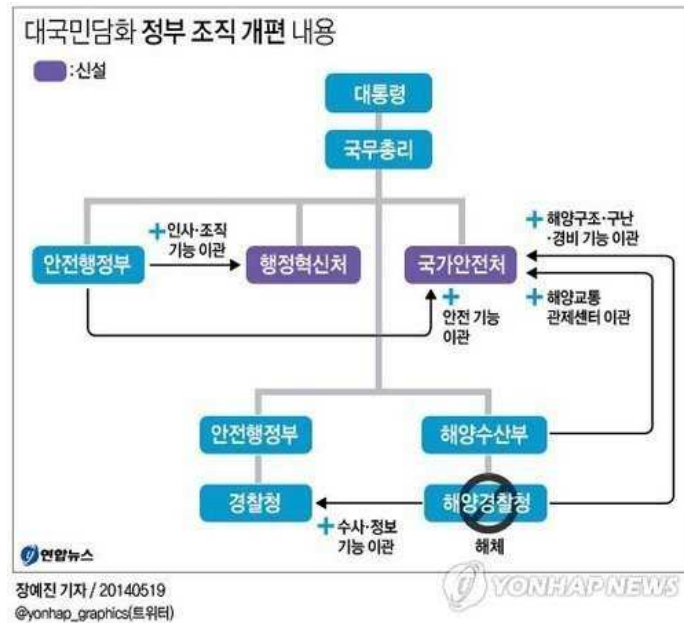 대국민담화 정부 조직 개편 내용
:신설
대통령
국무총리
안전행정부
+인사·조직
기능 이관
행정혁신처
국가안전처
+해양구조·구난
·경비 기능 이관
+
안전 기능
이관
+해양교통
관제센터 이관
안전행정부
해양수산부
경찰청
해양경찰청
+수사·정보
기능 이관
해체
연합뉴스
장예진 기자 / 20140519
@yonhap_graphics(트위터)
YONHAP NEWS